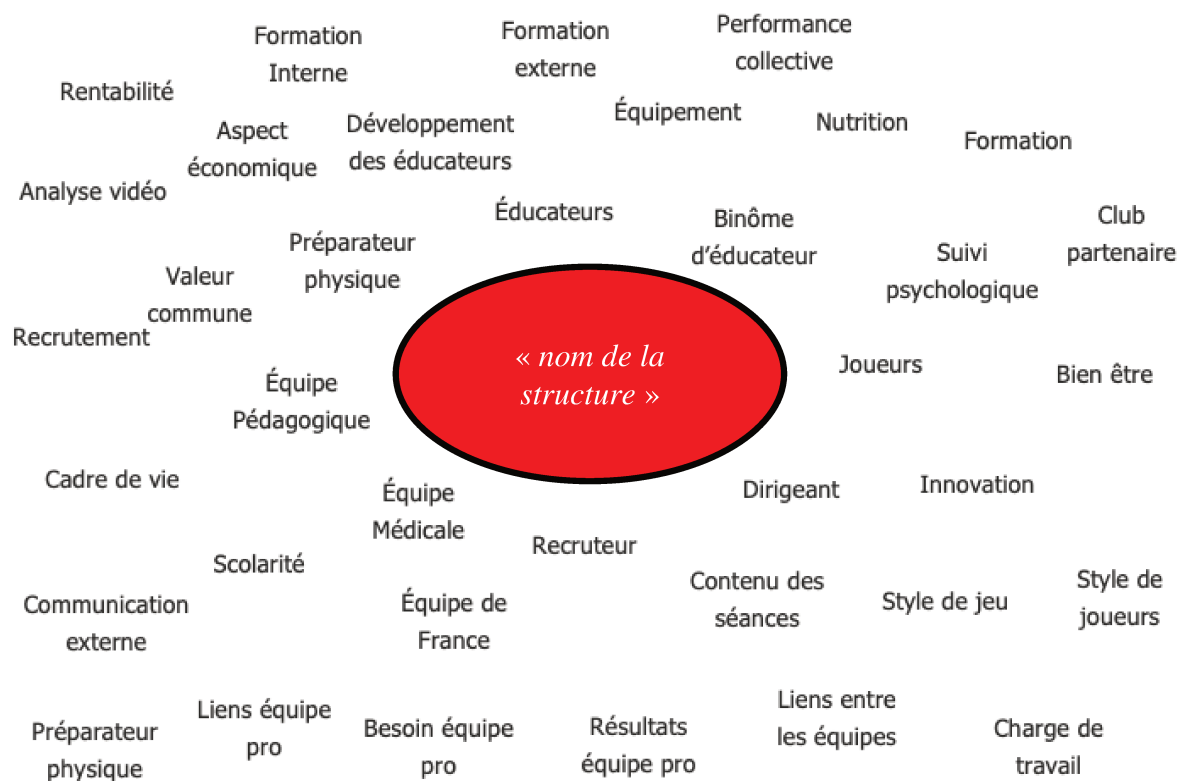 Formation
Interne
Formation
externe
Performance
collective
Rentabilité
Aspect
économique
Développement
des éducateurs
Équipement
Nutrition
Formation
Analyse vidéo
Éducateurs
Binôme
d'éducateur
Club
partenaire
Préparateur
physique
Suivi
psychologique
Valeur
commune
Recrutement
« nom de la
structure »
Joueurs
Bien être
Équipe
Pédagogique
Cadre de vie
Équipe
Médicale
Dirigeant
Innovation
Recruteur
Scolarité
Contenu des
séances
Style de jeu
Style de
joueurs
Communication
externe
Équipe de
France
Préparateur
physique
Liens équipe
pro
Besoin équipe
pro
Résultats
équipe pro
Liens entre
les équipes
Charge de
travail